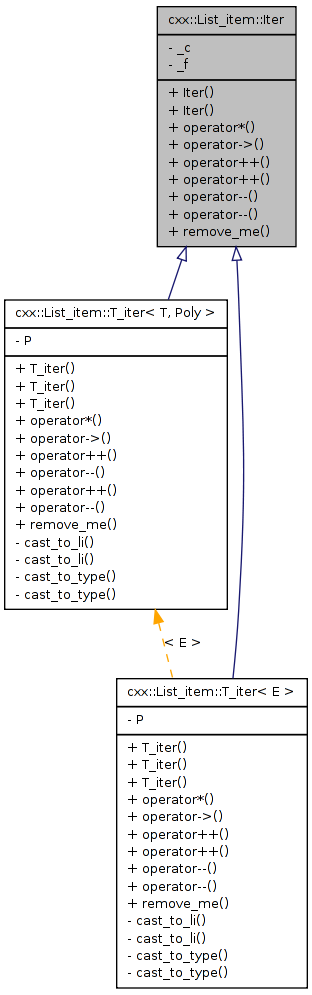 cxx::List_item::Iter
- _c
- _f
+ Iter()
+ Iter()
+ operator*()
+ operator->()
+ operator++()
+ operator++()
+ operator--()
+ operator--()
+ remove_me()
cxx::List_item::T_iter< T, Poly >
- P
+ T_iter()
+ T_iter()
+ T_iter()
+ operator*()
+ operator->()
+ operator++()
+ operator--()
+ operator++()
+ operator--()
+ remove_me()
- cast_to_li()
- cast_to_li()
- cast_to_type()
- cast_to_type()
< E >
cxx::List_item::T_iter< E >
- P
+ T_iter()
+ T_iter()
+ T_iter()
+ operator*()
+ operator->()
+ operator++()
+ operator++()
+ operator--()
+ operator--()
+ remove_me()
- cast_to_li()
- cast_to_li()
- cast_to_type()
- cast_to_type()